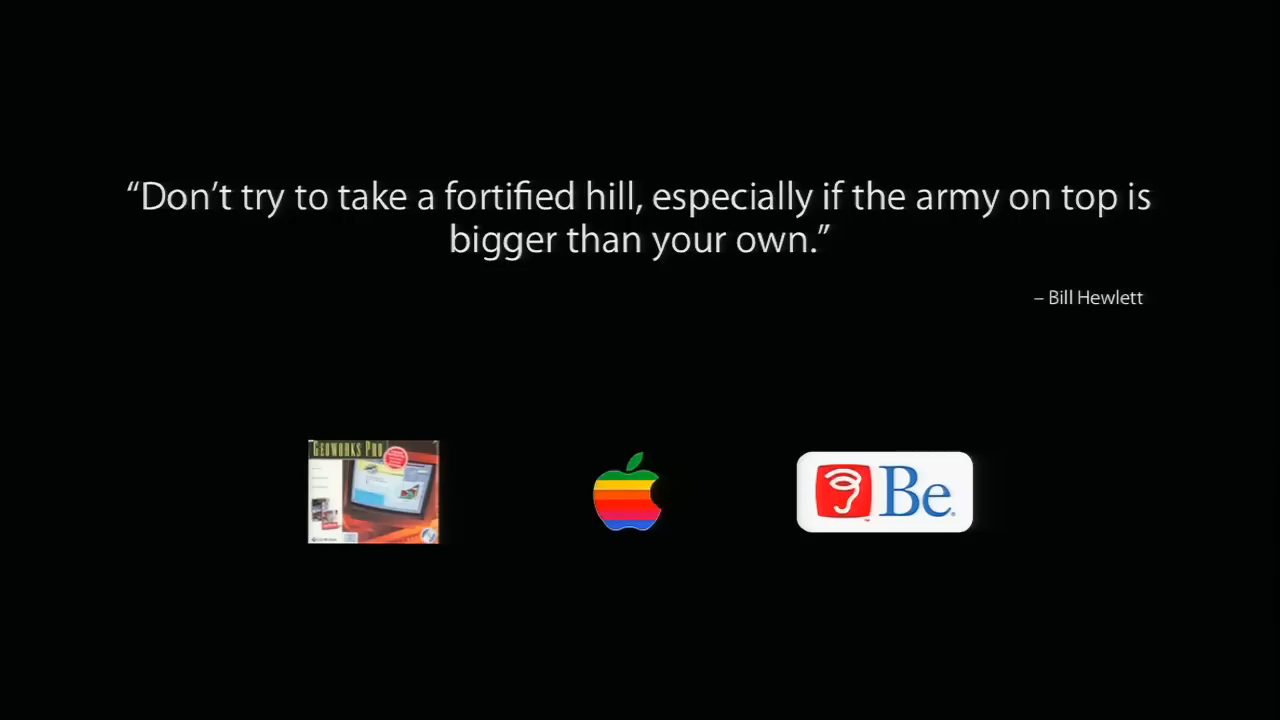 “Don’t try to take a fortified hill, especially if the army on top is
bigger than your own.”
– Bill Hewlett
GEOWORKS PRO
Be